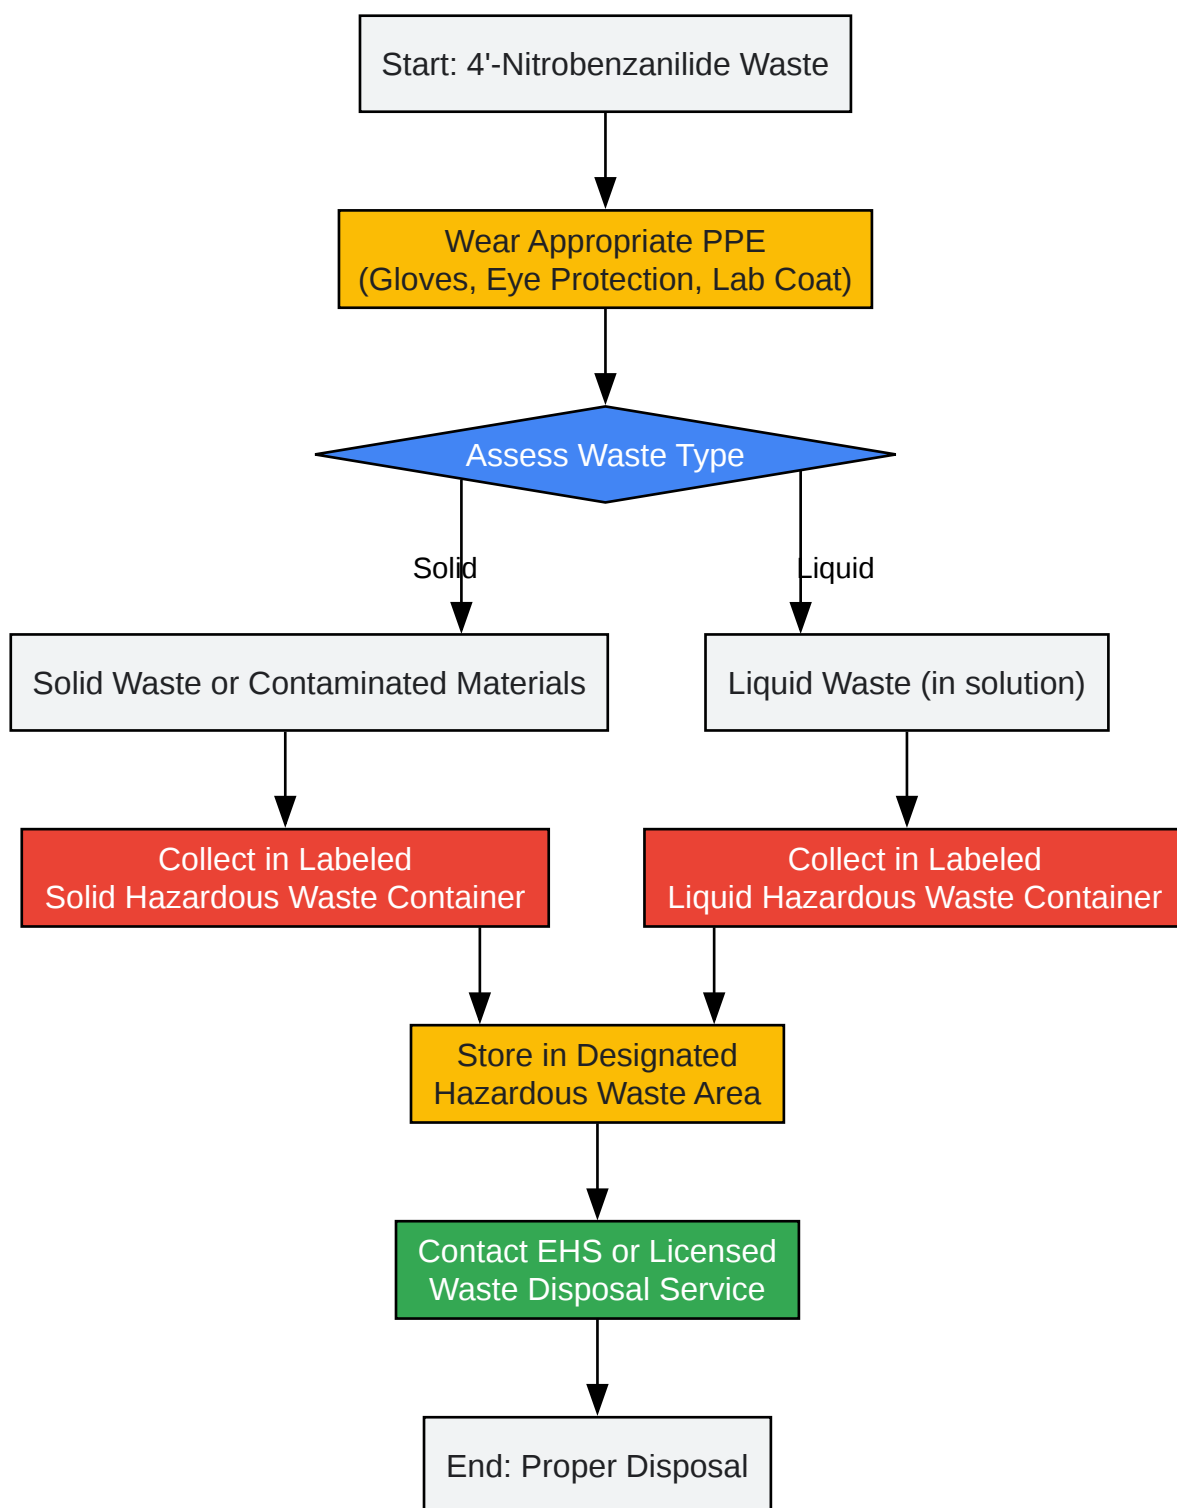 Start: 4'-Nitrobenzanilide Waste
Wear Appropriate PPE
(Gloves, Eye Protection, Lab Coat)
Assess Waste Type
Solid
Liquid
Solid Waste or Contaminated Materials
Liquid Waste (in solution)
Collect in Labeled
Solid Hazardous Waste Container
Collect in Labeled
Liquid Hazardous Waste Container
Store in Designated
Hazardous Waste Area
Contact EHS or Licensed
Waste Disposal Service
End: Proper Disposal